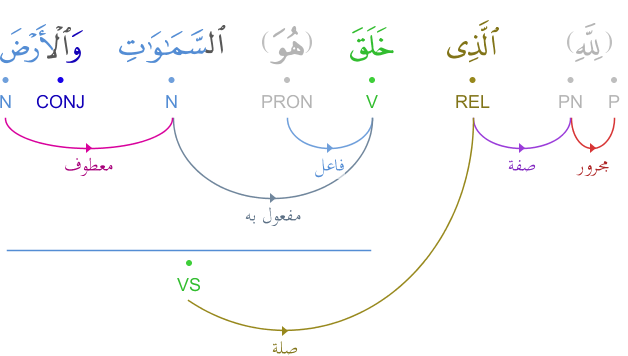 (لِلَّهِ) ٱلَّذِى خَلَقَ (هُوَ) ٱلسَّمَٰوَٰتِ وَٱلْأَرْضَ
P PN REL V PRON N CONJ N
مجرور صفة فاعل معطوف
مفعول به
VS
صلة